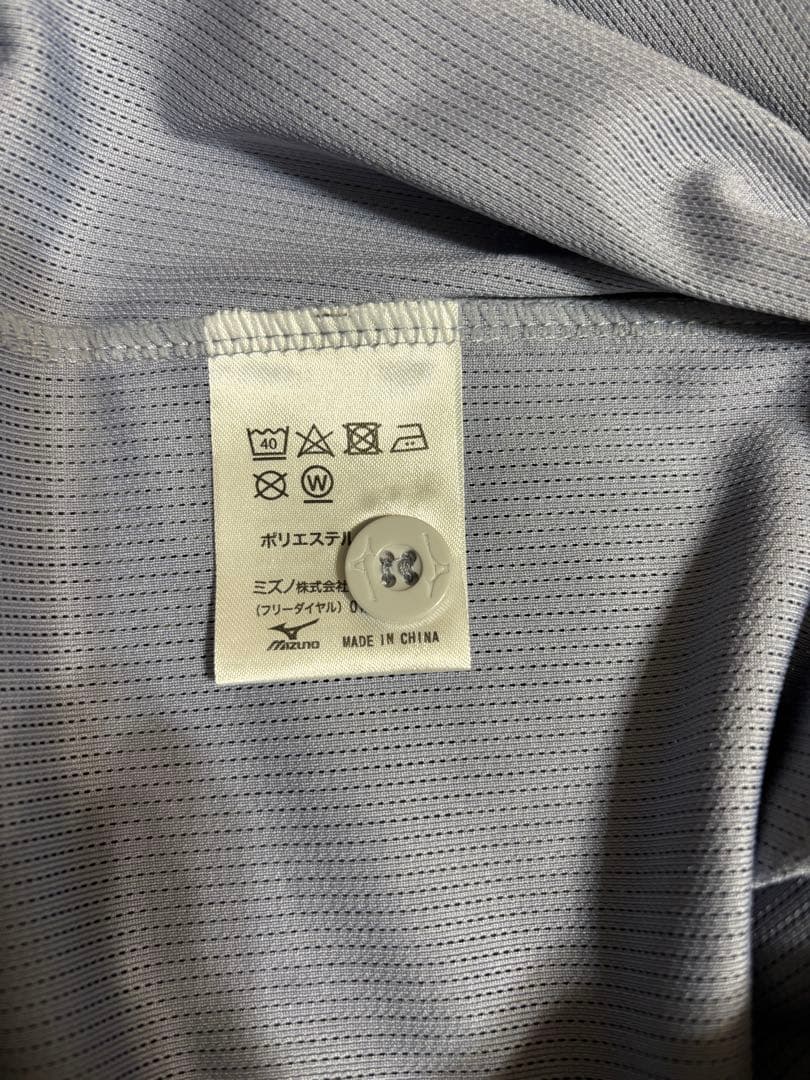 40
W
ポリエステル
ミズノ株式会
(フリーダイヤル) 0
Mizuno MADE IN CHINA